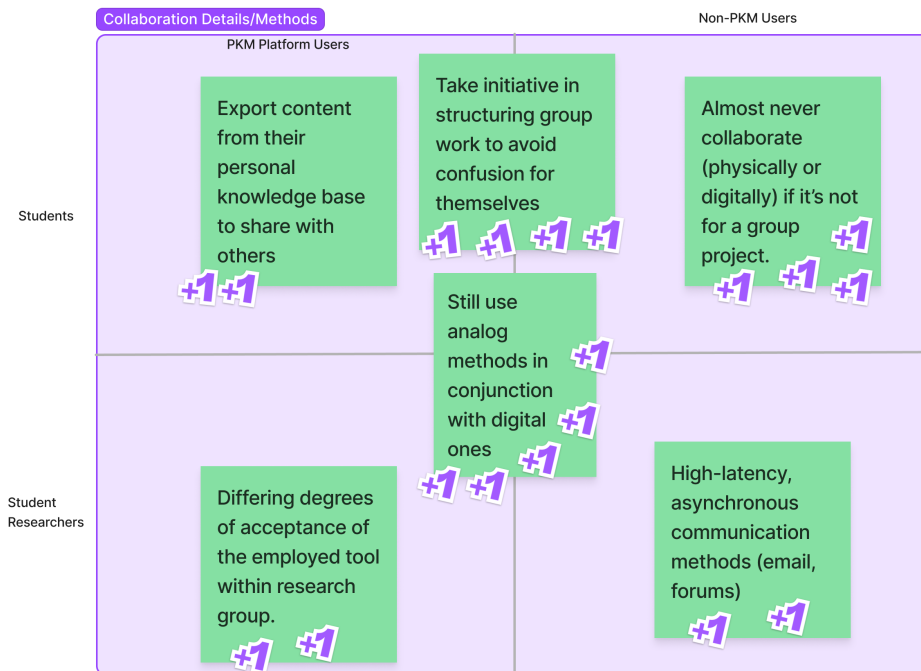 Collaboration Details/Methods
Non-PKM Users
PKM Platform Users
Students
Export content
from their
personal
knowledge base
to share with
others
+1
+1
Take initiative in
structuring group
work to avoid
confusion for
themselves
+1
+1
+1
+1
Almost never
collaborate
(physically or
digitally) if it's not
for a group
project.
+1
+1
+1
+1
Still use
analog
methods in
conjunction
with digital
ones
+1
+1
+1
+1
+1
Student
Researchers
Differing degrees
of acceptance of
the employed tool
within research
group.
+1
+1
High-latency,
asynchronous
communication
methods (email,
forums)
+1
+1